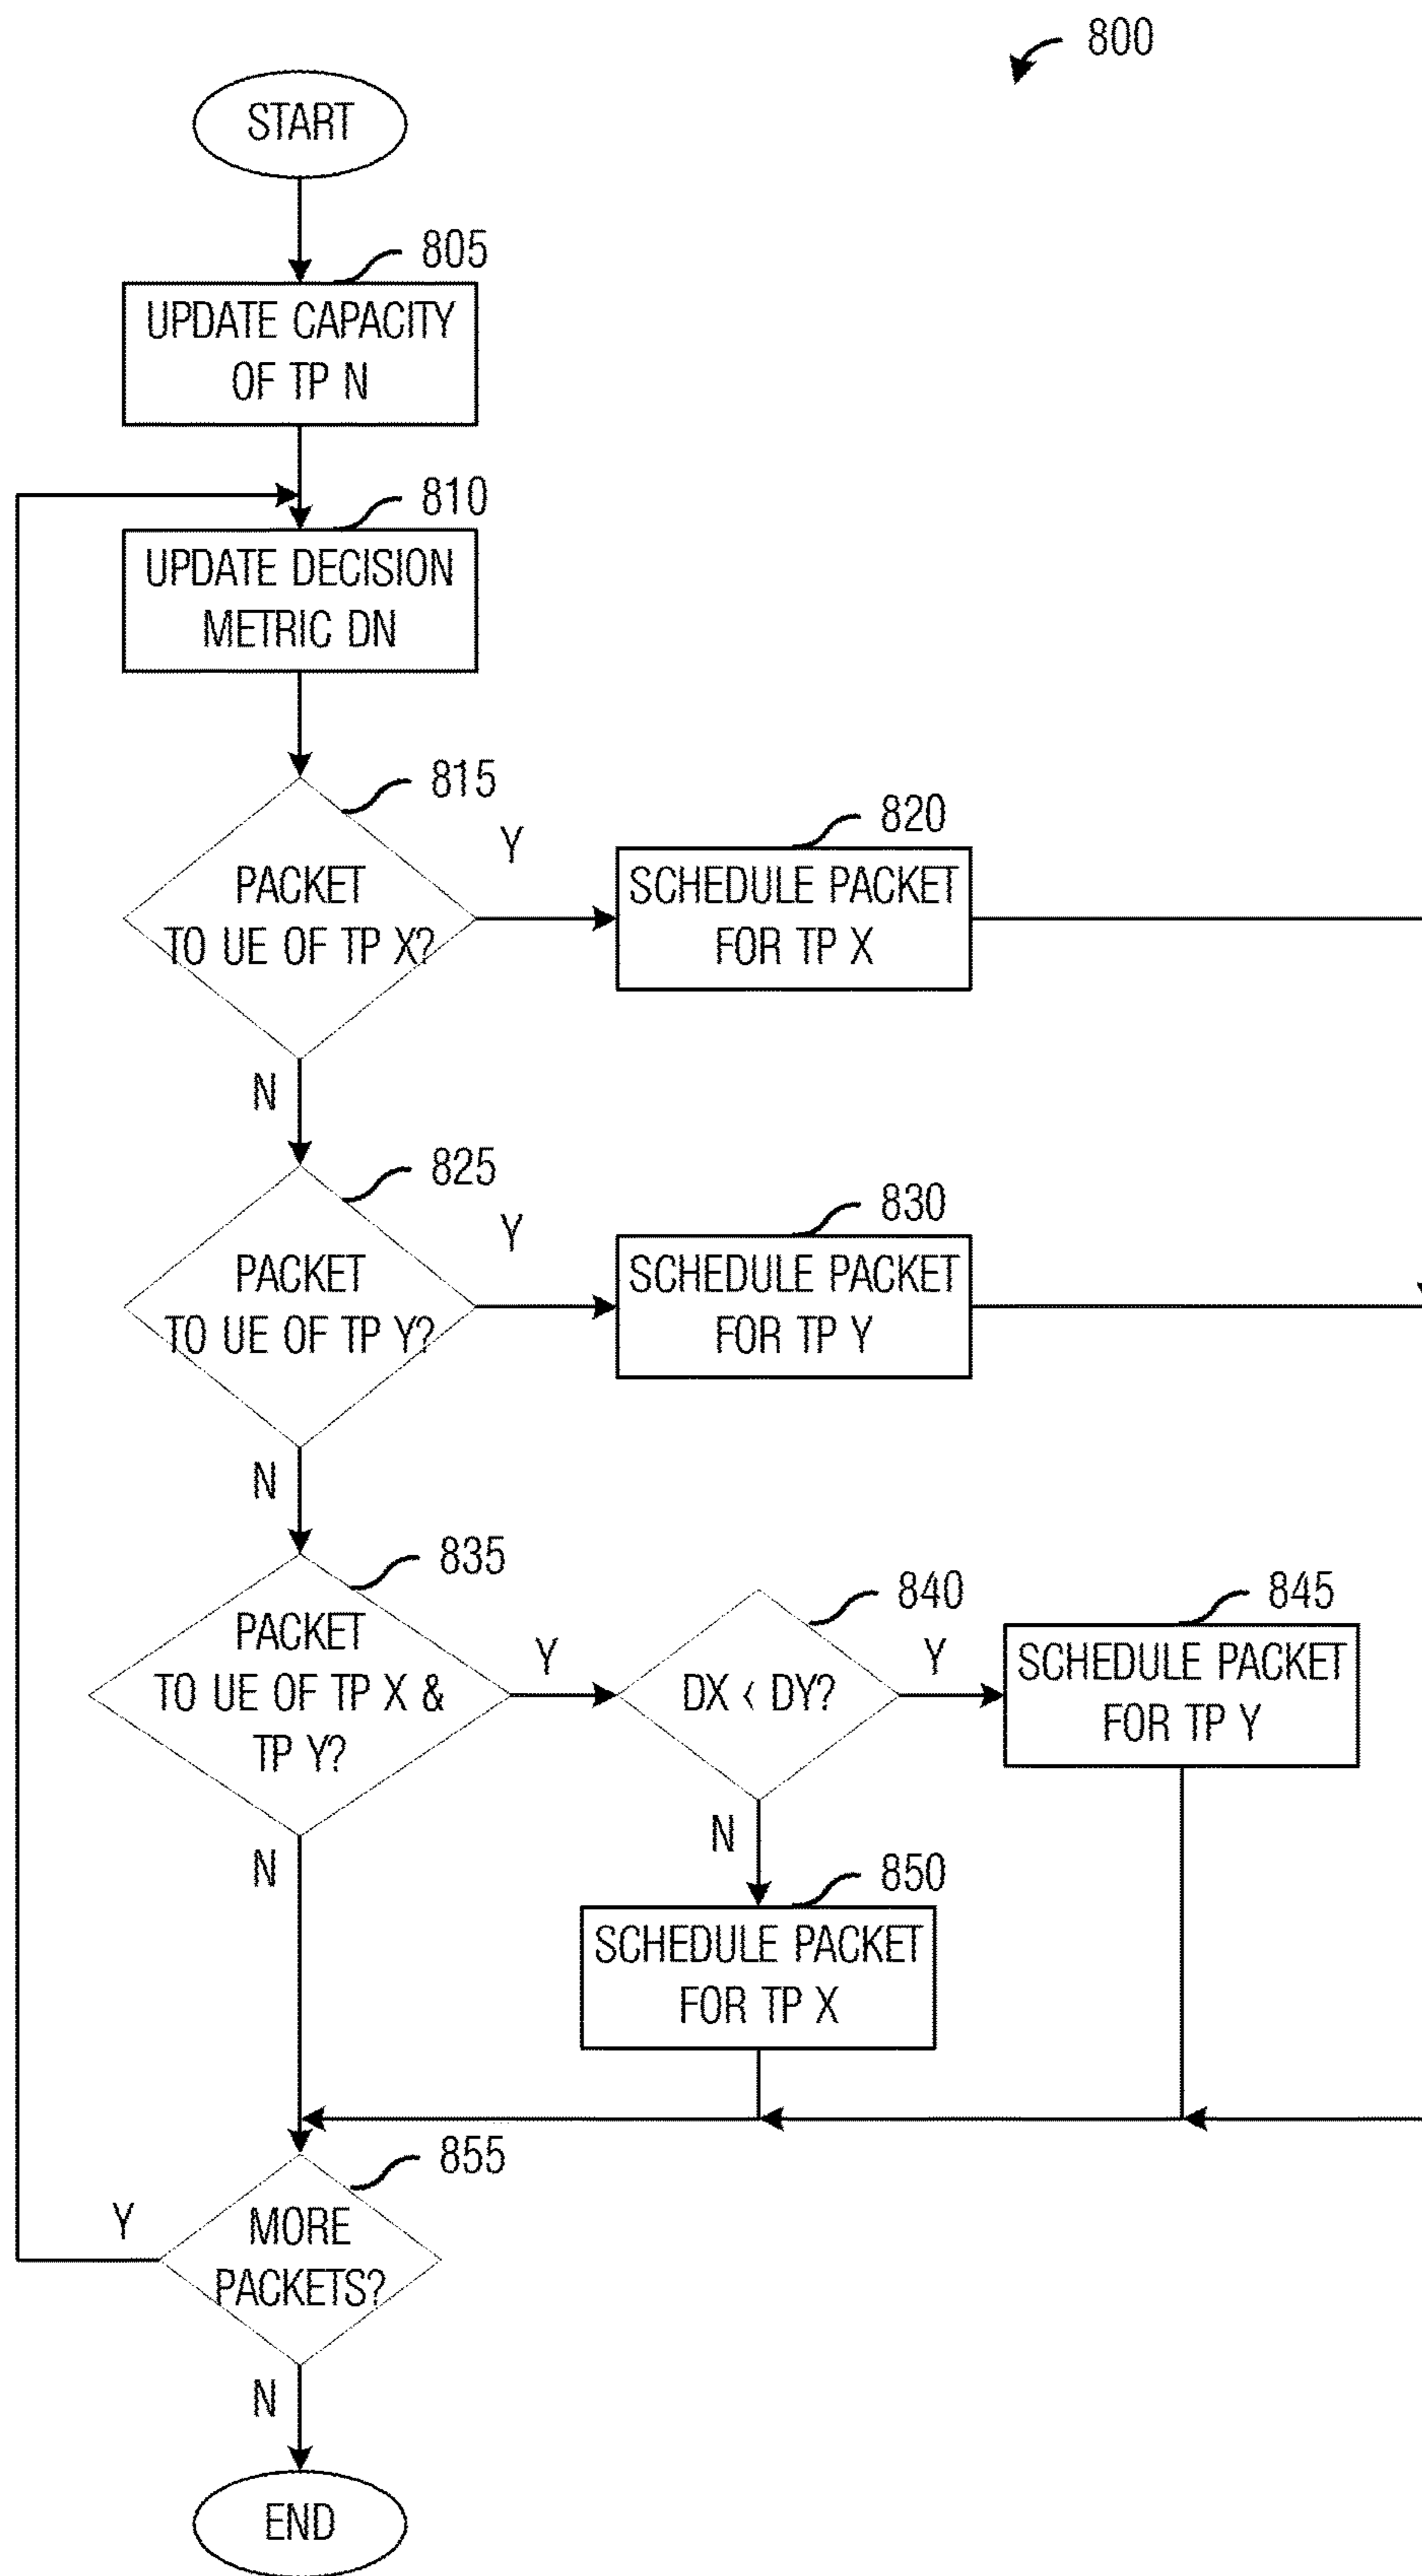 800
START
805
UPDATE CAPACITY
OF TP N
810
UPDATE DECISION
METRIC DN
815
PACKET
TO UE OF TP X?
Y
820
SCHEDULE PACKET
FOR TP X
N
825
PACKET
TO UE OF TP Y?
Y
830
SCHEDULE PACKET
FOR TP Y
N
835
PACKET
TO UE OF TP X &
TP Y?
Y
840
DX < DY?
Y
845
SCHEDULE PACKET
FOR TP Y
N
850
SCHEDULE PACKET
FOR TP X
N
855
MORE
PACKETS?
Y
N
END